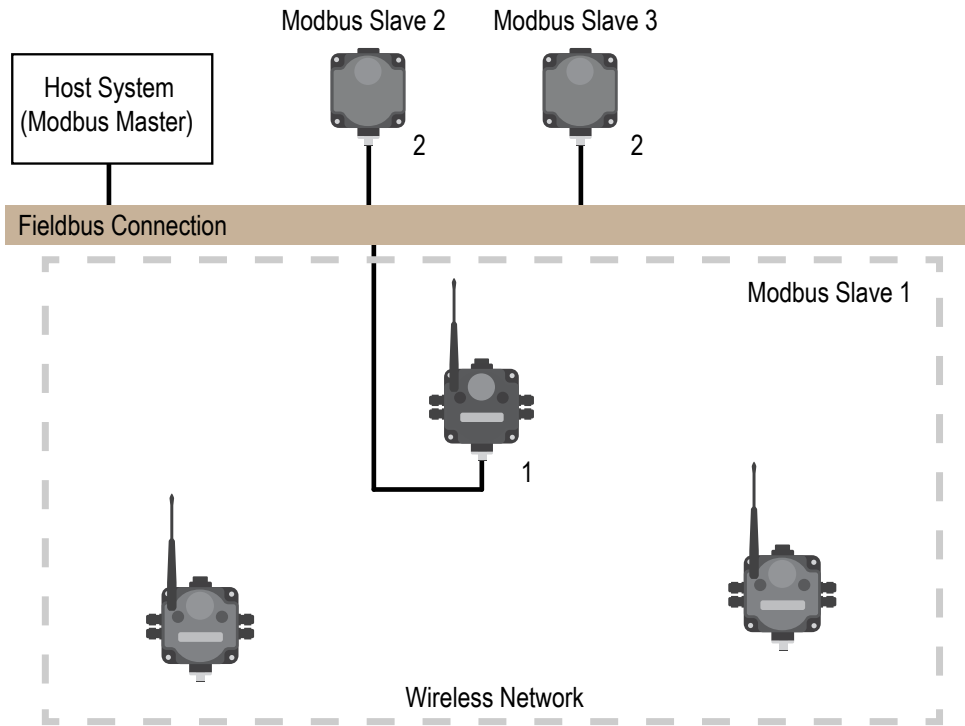 Modbus Slave 2
Modbus Slave 3
Host System
(Modbus Master)
2
2
Fieldbus Connection
Modbus Slave 1
1
Wireless Network